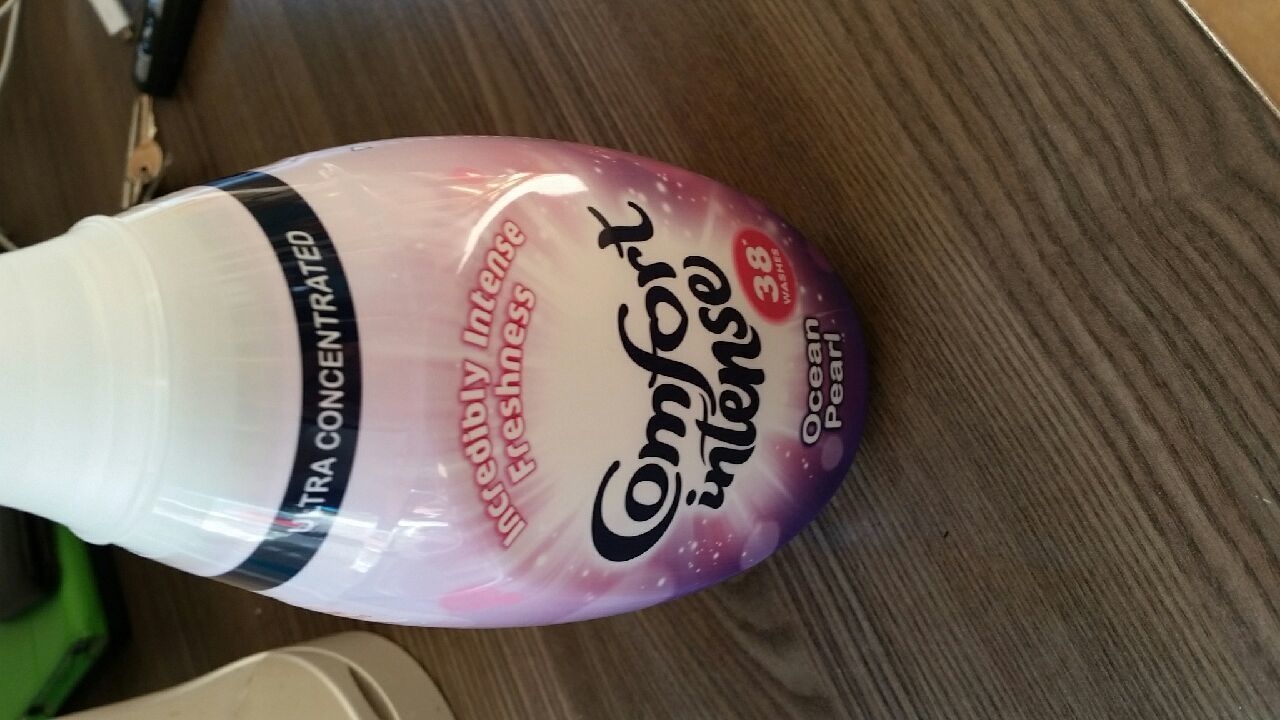 ULTRA CONCENTRATED
Incredibly Intense
Freshness
Comfort
intense
38*
WASHES
Ocean
Pearl